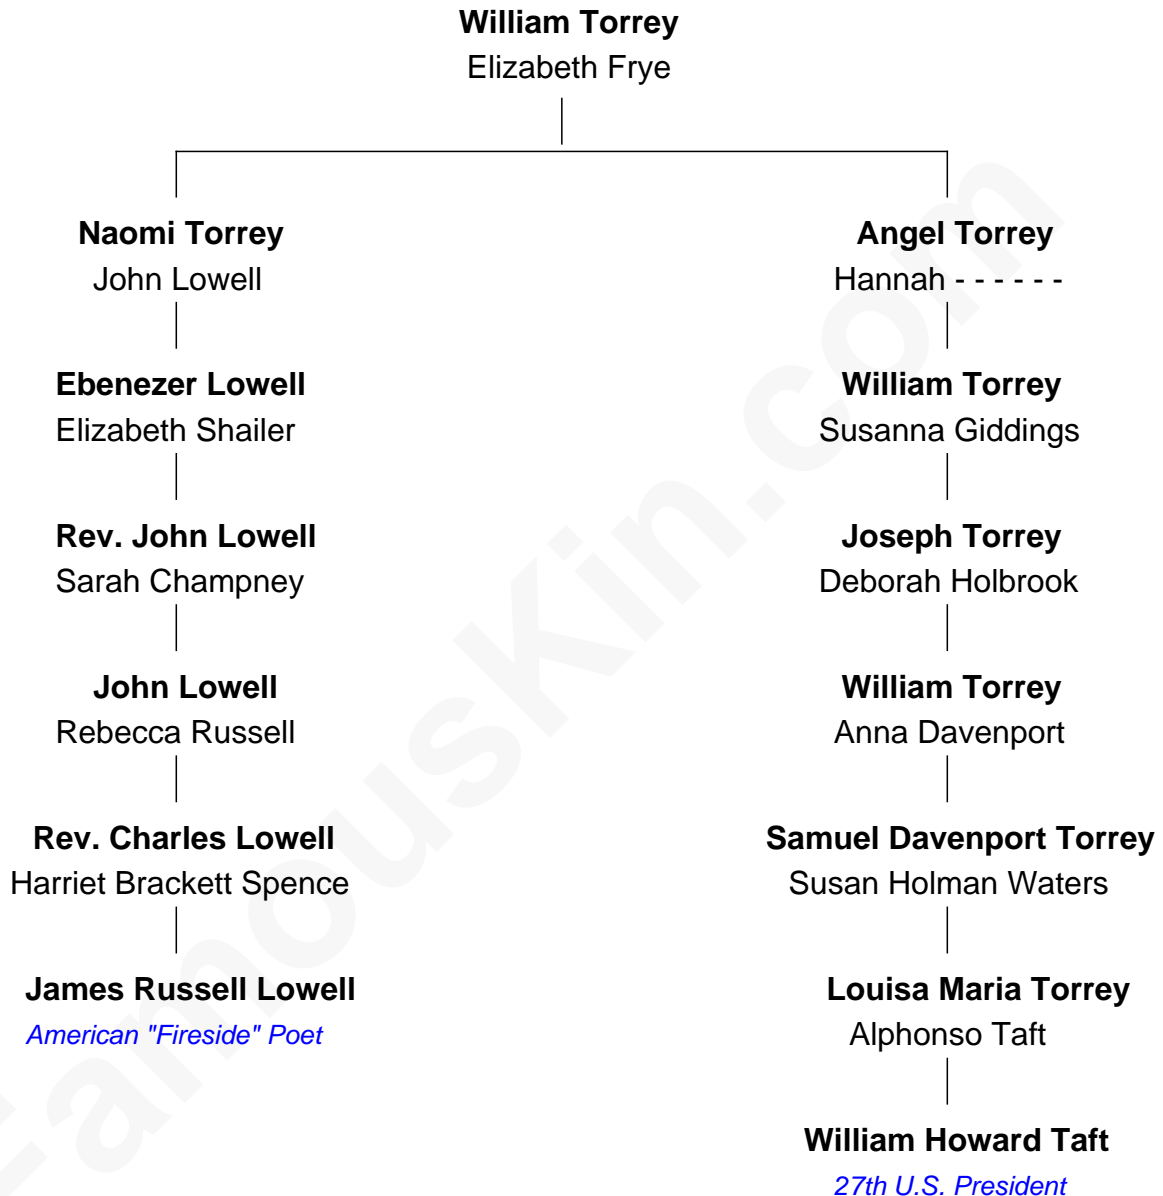 William Torrey
Elizabeth Frye
Naomi Torrey
John Lowell
Angel Torrey
Hannah - - - - - -
Ebenezer Lowell
Elizabeth Shailer
William Torrey
Susanna Giddings
Rev. John Lowell
Sarah Champney
Joseph Torrey
Deborah Holbrook
John Lowell
Rebecca Russell
William Torrey
Anna Davenport
Rev. Charles Lowell
Harriet Brackett Spence
Samuel Davenport Torrey
Susan Holman Waters
James Russell Lowell
American "Fireside" Poet
Louisa Maria Torrey
Alphonso Taft
William Howard Taft
27th U.S. President
FamousKin.com